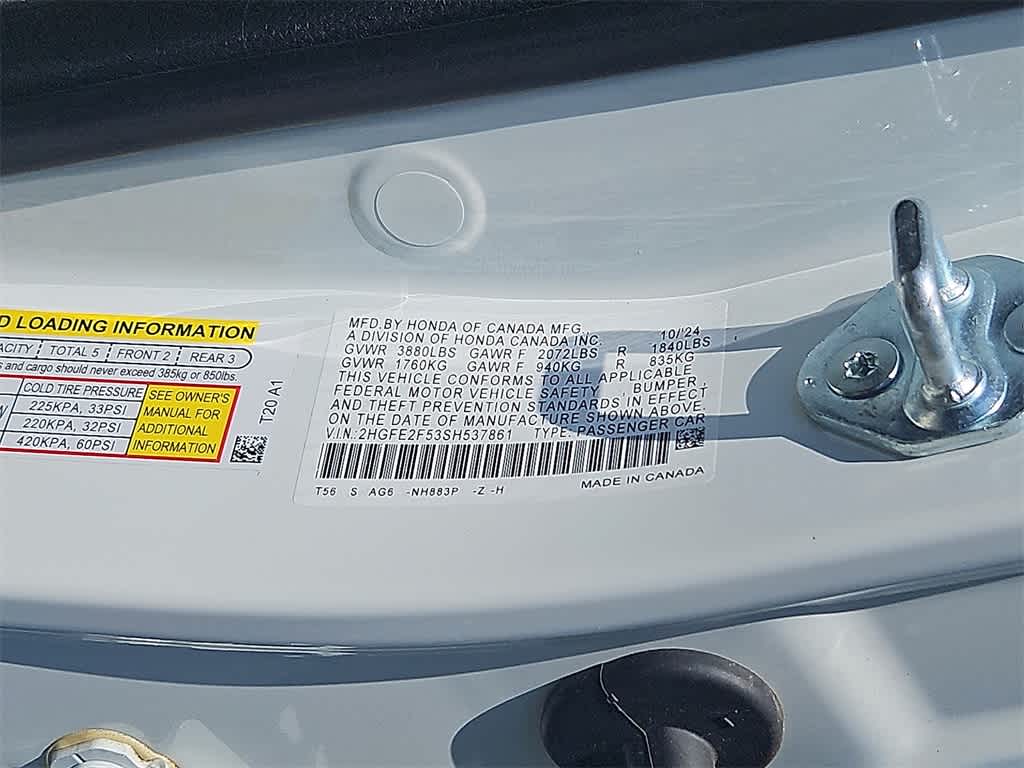 D LOADING INFORMATION
ACITY TOTAL 5 FRONT 2 REAR 3
s and cargo should never exceed 385kg or 850lbs.
COLD TIRE PRESSURE
225KPA, 33PSI
220KPA, 32PSI
420KPA, 60PSI
SEE OWNER'S
MANUAL FOR
ADDITIONAL
INFORMATION
T20 A1
MFD.BY HONDA OF CANADA MFG., 10/'24
A DIVISION OF HONDA CANADA INC.
GVWR 3880LBS GAWR F 2072LBS R 1840LBS
GVWR 1760KG GAWR F 940KG R 835KG
THIS VEHICLE CONFORMS TO ALL APPLICABLE
FEDERAL MOTOR VEHICLE SAFETY, BUMPER,
AND THEFT PREVENTION STANDARDS IN EFFECT
ON THE DATE OF MANUFACTURE SHOWN ABOVE.
V.I.N.:2HGFE2F53SH537861 TYPE:PASSENGER CAR
T56 S AG6 -NH883P -Z -H MADE IN CANADA